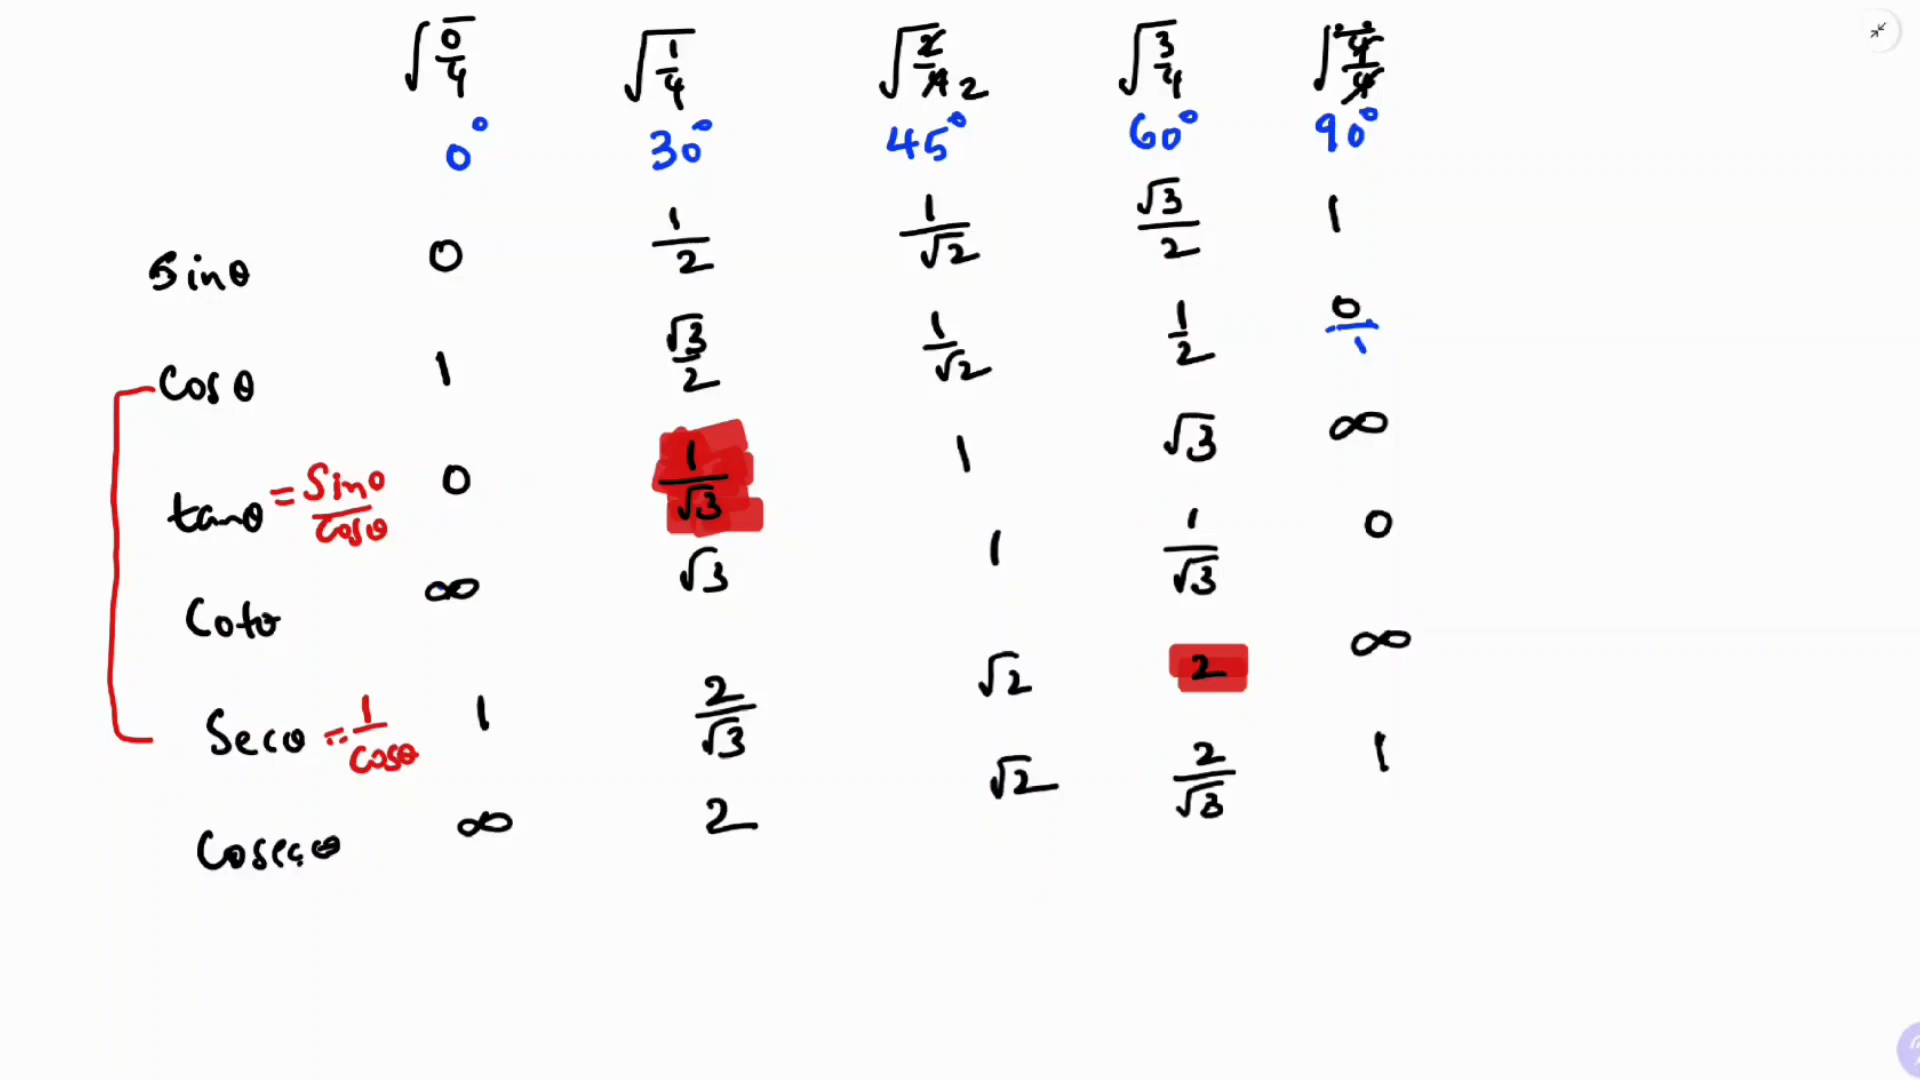 √0/4 √1/4 √2/4 2 √3/4 √4/4
0° 30° 45° 60° 90°
Sinθ 0 1/2 1/√2 √3/2 1
Cosθ 1 √3/2 1/√2 1/2 0/1
tanθ = Sinθ/Cosθ 0 1/√3 1 √3 ∞
Cotθ ∞ √3 1 1/√3 0
Secθ = 1/Cosθ 1 2/√3 √2 2 ∞
Cosecθ ∞ 2 √2 2/√3 1